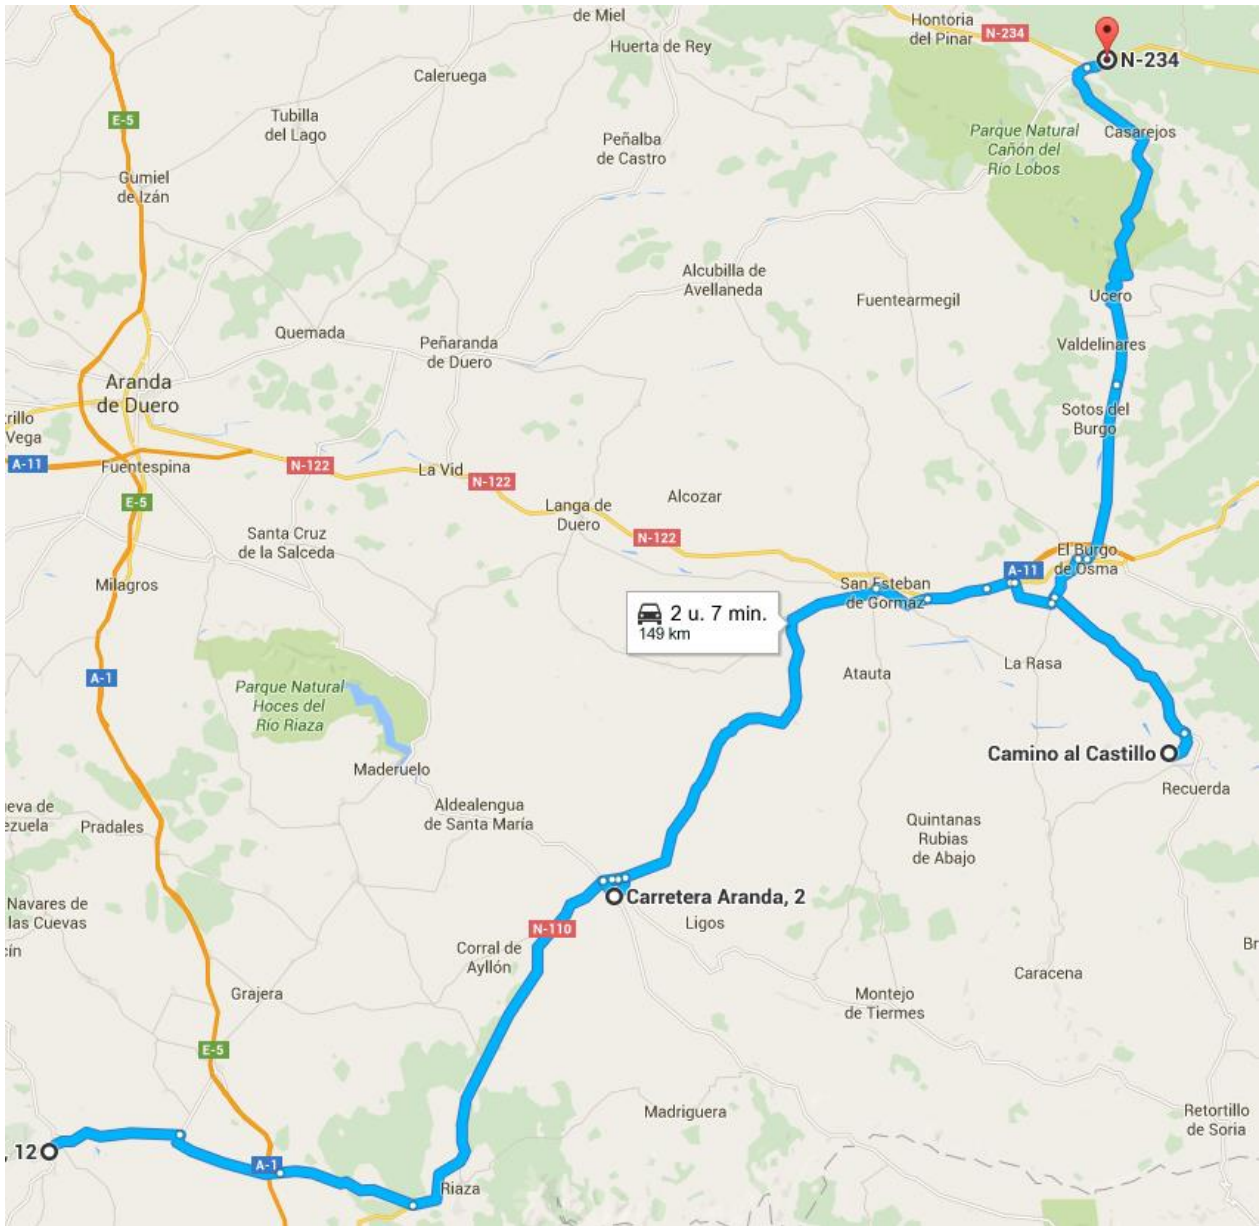 de Miel
Hontoria
del Pinar
N-234
Huerta de Rey
N-234
Caleruega
E-5
Tubilla
del Lago
Peñalba
de Castro
Parque Natural
Cañón del
Río Lobos
Casarejos
Gumiel
de Izán
Alcubilla de
Avellaneda
Fuentearmegil
Ucero
Quemada
Peñaranda
de Duero
Valdelinares
Aranda
de Duero
trillo
Vega
Sotos del
Burgo
A-11
Fuentespina
N-122
La Vid
N-122
Alcozar
E-5
Langa de
Duero
Santa Cruz
de la Salceda
N-122
El Burgo
de Osma
A-11
Milagros
San Esteban
de Gormaz
2 u. 7 min.
149 km
A-1
Parque Natural
Hoces del
Río Riaza
Atauta
La Rasa
Maderuelo
Camino al Castillo
Recuerda
ueva de
ezuela
Pradales
Aldealengua
de Santa María
Quintanas
Rubias
de Abajo
Navares de
las Cuevas
Carretera Aranda, 2
Ligos
N-110
cín
Corral de
Ayllón
Br
Caracena
Grajera
Montejo
de Tiermes
E-5
Madriguera
Retortillo
de Soria
, 12
A-1
Riaza